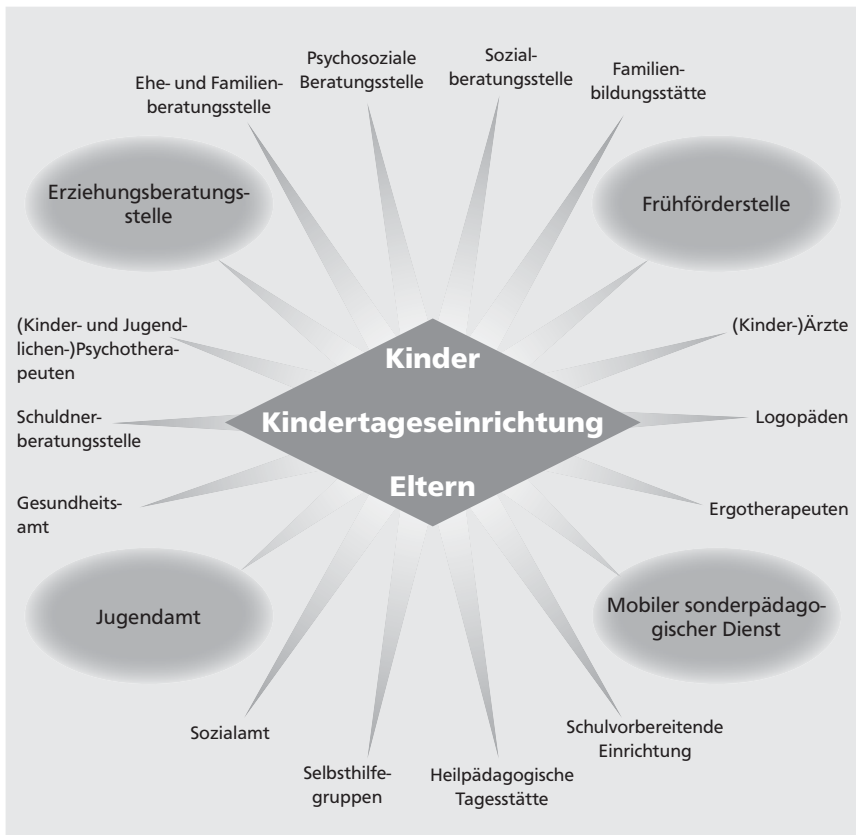 Psychosoziale
Beratungsstelle
Sozial-
beratungsstelle
Ehe- und Familien-
beratungsstelle
Familien-
bildungsstätte
Erziehungsberatungs-
stelle
Frühförderstelle
(Kinder- und Jugend-
lichen-)Psychothera-
peuten
(Kinder-)Ärzte
Kinder
Kindertageseinrichtung
Eltern
Schuldner-
beratungsstelle
Logopäden
Gesundheits-
amt
Ergotherapeuten
Jugendamt
Mobiler sonderpädago-
gischer Dienst
Sozialamt
Selbsthilfe-
gruppen
Heilpädagogische
Tagesstätte
Schulvorbereitende
Einrichtung